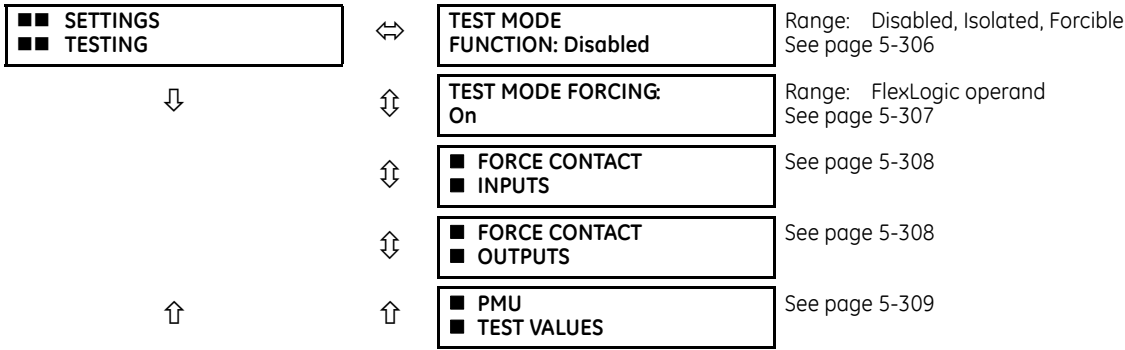 ■■ SETTINGS
■■ TESTING
TEST MODE
FUNCTION: Disabled
Range: Disabled, Isolated, Forcible
See page 5-306
TEST MODE FORCING:
On
Range: FlexLogic operand
See page 5-307
■ FORCE CONTACT
■ INPUTS
See page 5-308
■ FORCE CONTACT
■ OUTPUTS
See page 5-308
■ PMU
■ TEST VALUES
See page 5-309